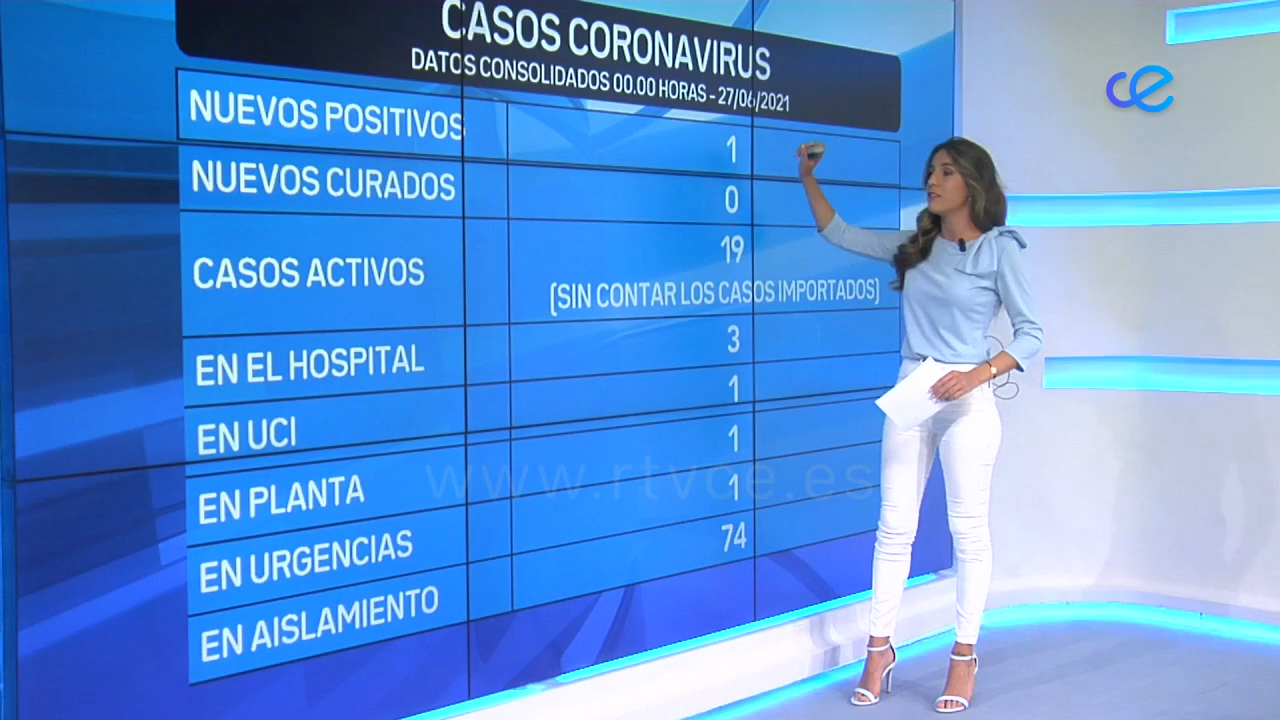 CASOS CORONAVIRUS
DATOS CONSOLIDADOS 00.00 HORAS - 27/06/2021
NUEVOS POSITIVOS 1
NUEVOS CURADOS 0
CASOS ACTIVOS 19
(SIN CONTAR LOS CASOS IMPORTADOS)
EN EL HOSPITAL 3
EN UCI 1
EN PLANTA 1
EN URGENCIAS 1
EN AISLAMIENTO 74
www.rtvce.es
ce